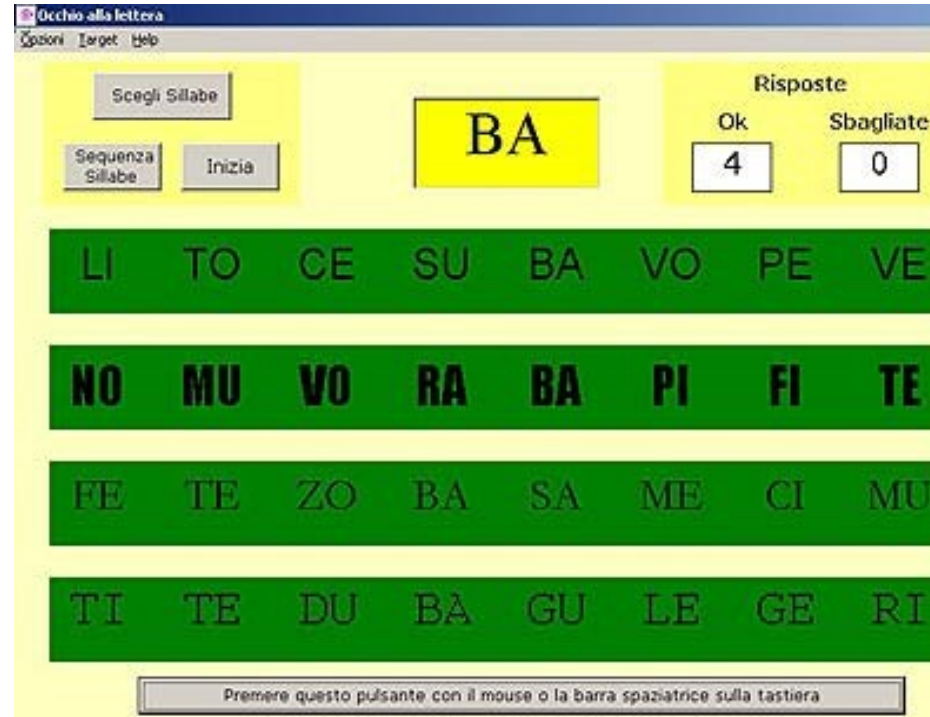 Occhio alla lettera
Opzioni Target Help
Scegli Sillabe
Sequenza Sillabe
Inizia
BA
Risposte
Ok Sbagliate
4 0
LI TO CE SU BA VO PE VE
NO MU VO RA BA PI FI TE
FE TE ZO BA SA ME CI MU
TI TE DU BA GU LE GE RI
Premere questo pulsante con il mouse o la barra spaziatrice sulla tastiera